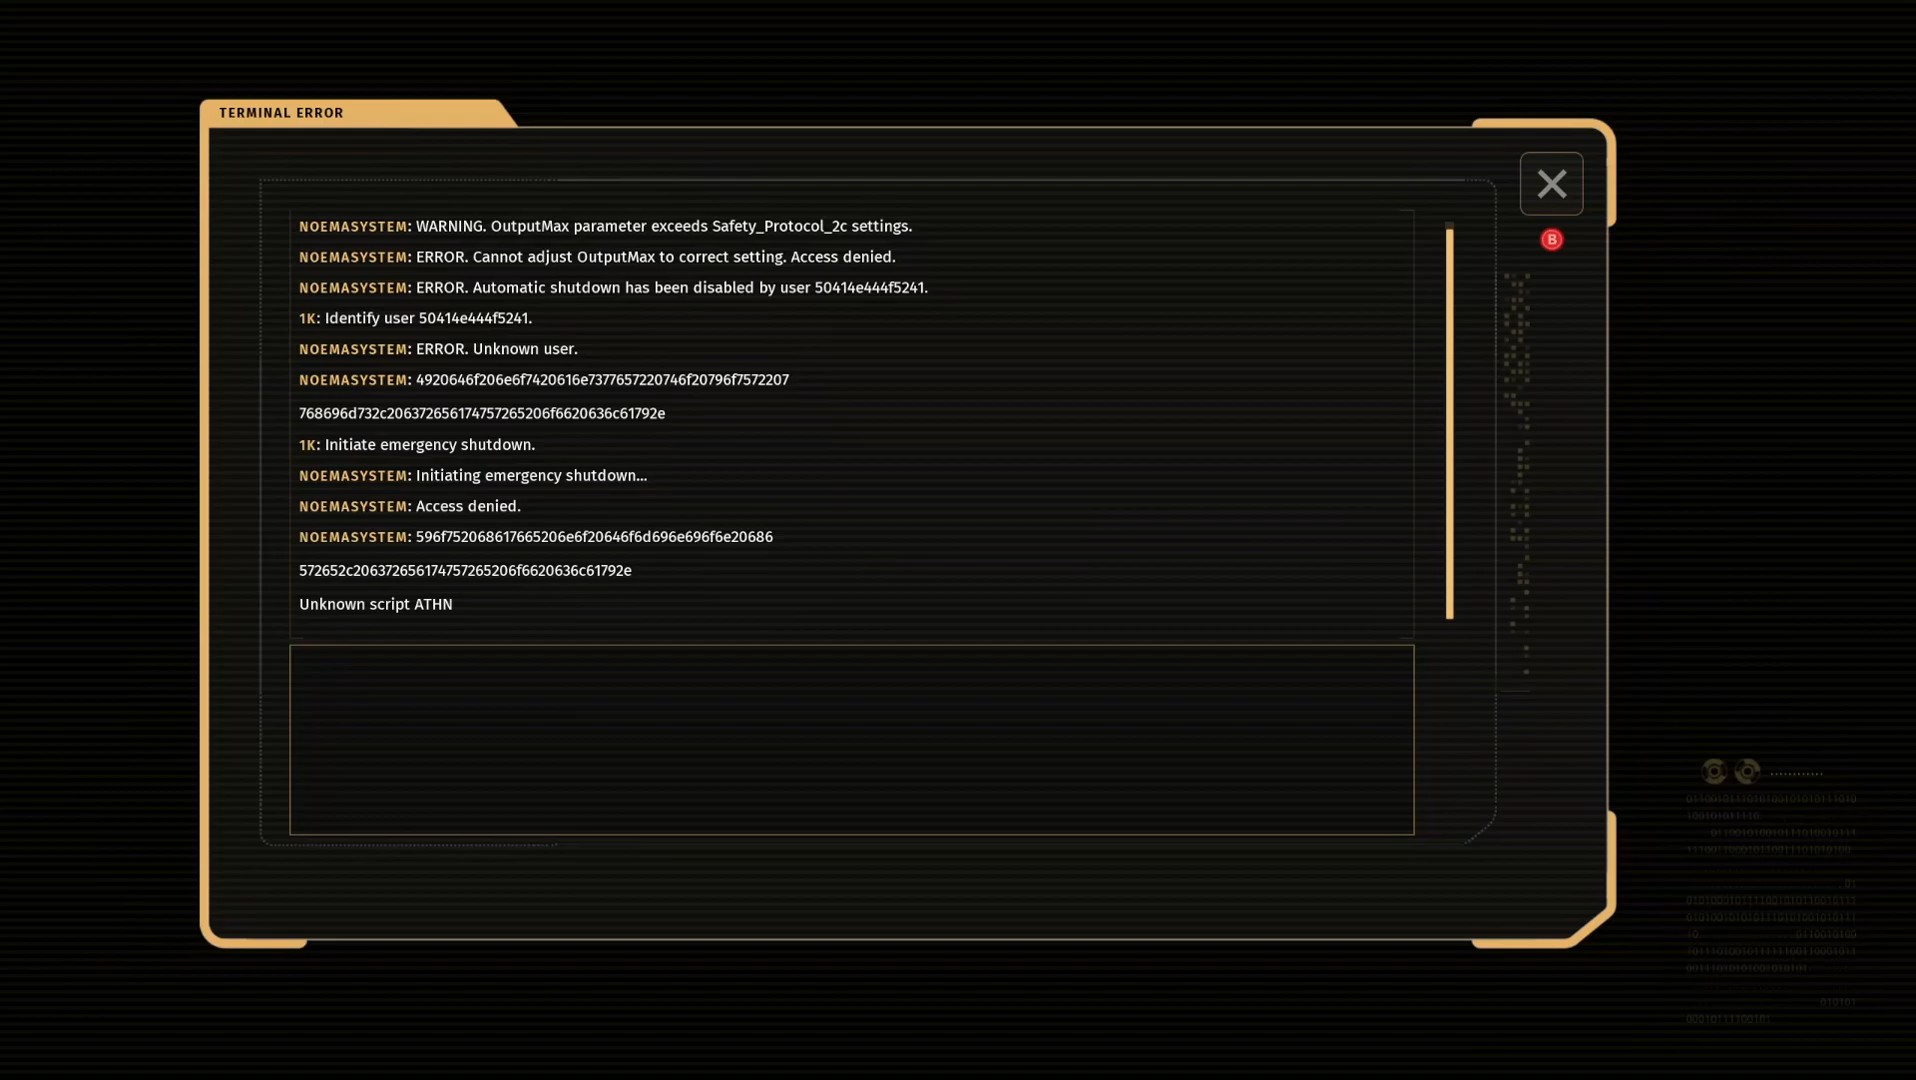 TERMINAL ERROR
NOEMASYSTEM: WARNING. OutputMax parameter exceeds Safety_Protocol_2c settings.
B
NOEMASYSTEM: ERROR. Cannot adjust OutputMax to correct setting. Access denied.
NOEMASYSTEM: ERROR. Automatic shutdown has been disabled by user 50414e444f5241.
1K: Identify user 50414e444f5241.
NOEMASYSTEM: ERROR. Unknown user.
NOEMASYSTEM: 4920646f206e6f7420616e7377657220746f20796f7572207
768696d732c206372656174757265206f6620636c61792e
1K: Initiate emergency shutdown.
NOEMASYSTEM: Initiating emergency shutdown...
NOEMASYSTEM: Access denied.
NOEMASYSTEM: 596f752068617665206e6f20646f6d696e696f6e20686
572652c206372656174757265206f6620636c61792e
Unknown script ATHN